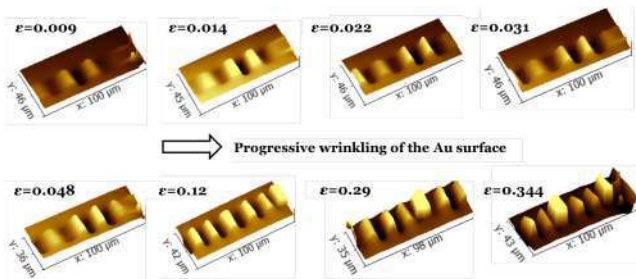 ε=0.009 ε=0.014 ε=0.022 ε=0.031
y: 46 μm x: 100 μm y: 45 μm x: 100 μm y: 46 μm x: 100 μm y: 46 μm x: 100 μm
Progressive wrinkling of the Au surface
ε=0.048 ε=0.12 ε=0.29 ε=0.344
y: 36 μm x: 100 μm y: 42 μm x: 100 μm y: 35 μm x: 98 μm y: 43 μm x: 100 μm